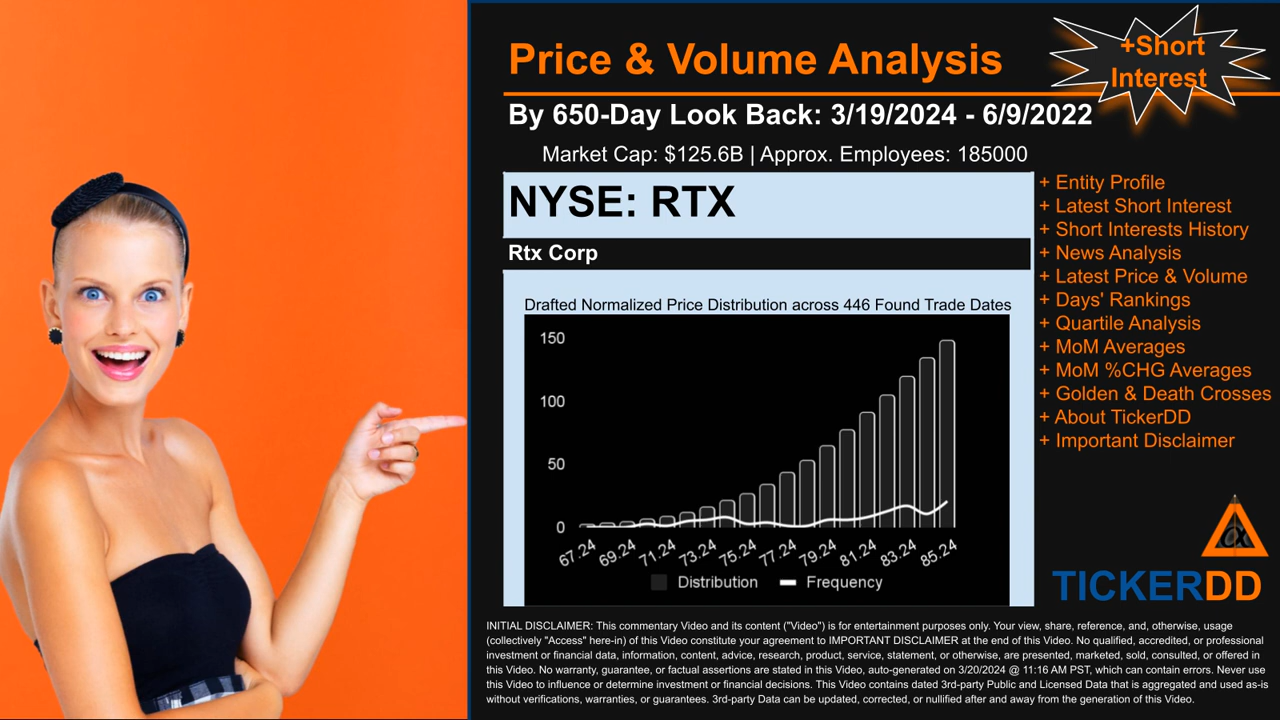 Price & Volume Analysis
+Short
Interest
By 650-Day Look Back: 3/19/2024 - 6/9/2022
Market Cap: $125.6B | Approx. Employees: 185000
NYSE: RTX
Rtx Corp
Drafted Normalized Price Distribution across 446 Found Trade Dates
150
100
50
0
67.24 69.24 71.24 73.24 75.24 77.24 79.24 81.24 83.24 85.24
Distribution Frequency
+ Entity Profile
+ Latest Short Interest
+ Short Interests History
+ News Analysis
+ Latest Price & Volume
+ Days' Rankings
+ Quartile Analysis
+ MoM Averages
+ MoM %CHG Averages
+ Golden & Death Crosses
+ About TickerDD
+ Important Disclaimer
TICKERDD
INITIAL DISCLAIMER: This commentary Video and its content ("Video") is for entertainment purposes only. Your view, share, reference, and, otherwise, usage
(collectively "Access" here-in) of this Video constitute your agreement to IMPORTANT DISCLAIMER at the end of this Video. No qualified, accredited, or professional
investment or financial data, information, content, advice, research, product, service, statement, or otherwise, are presented, marketed, sold, consulted, or offered in
this Video. No warranty, guarantee, or factual assertions are stated in this Video, auto-generated on 3/20/2024 @ 11:16 AM PST, which can contain errors. Never use
this Video to influence or determine investment or financial decisions. This Video contains dated 3rd-party Public and Licensed Data that is aggregated and used as-is
without verifications, warranties, or guarantees. 3rd-party Data can be updated, corrected, or nullified after and away from the generation of this Video.